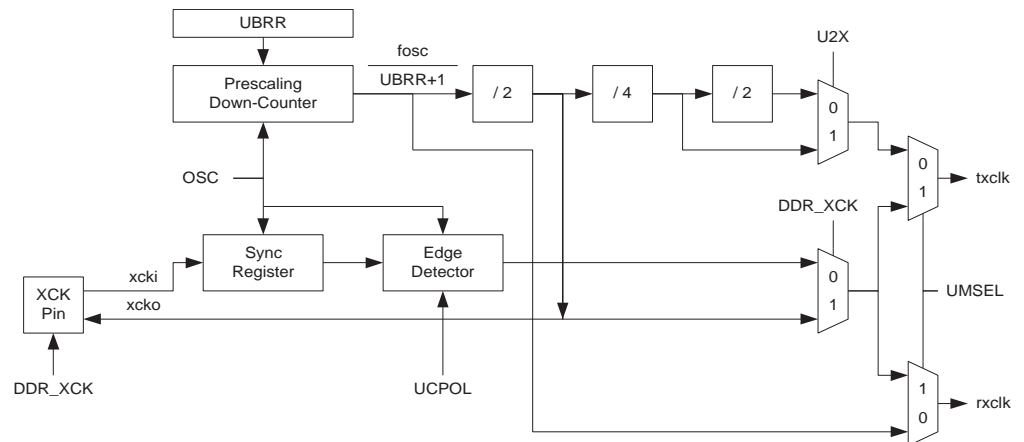 UBRR
Prescaling
Down-Counter
fosc
UBRR+1
/ 2
/ 4
/ 2
U2X
0
1
OSC
0
1
txclk
DDR_XCK
Sync
Register
Edge
Detector
0
1
UMSEL
xcki
xcko
XCK
Pin
DDR_XCK
UCPOL
1
0
rxclk